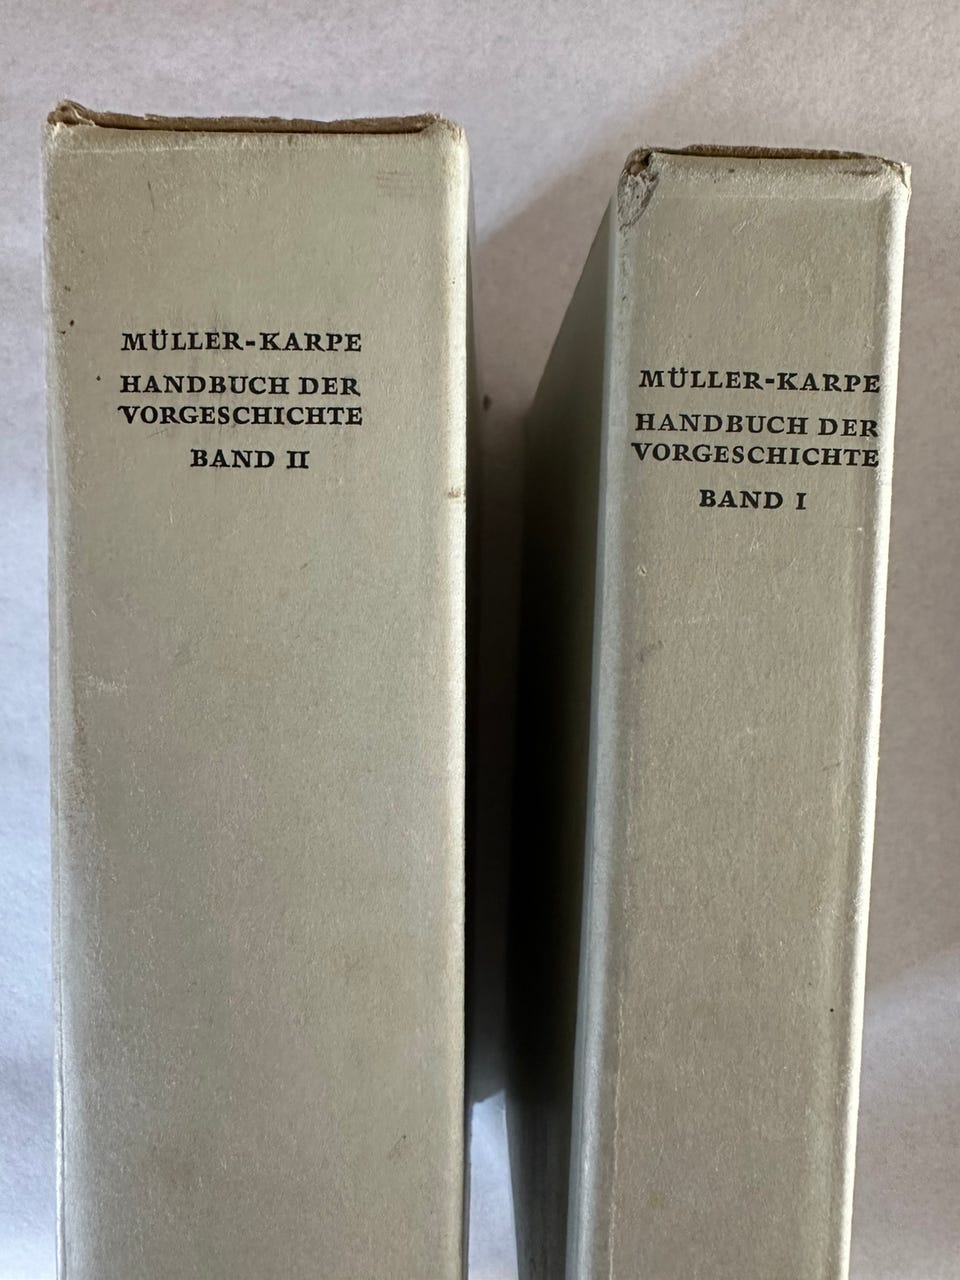 MÜLLER-KARPE
HANDBUCH DER
VORGESCHICHTE
BAND II
MÜLLER-KARPE
HANDBUCH DER
VORGESCHICHTE
BAND I